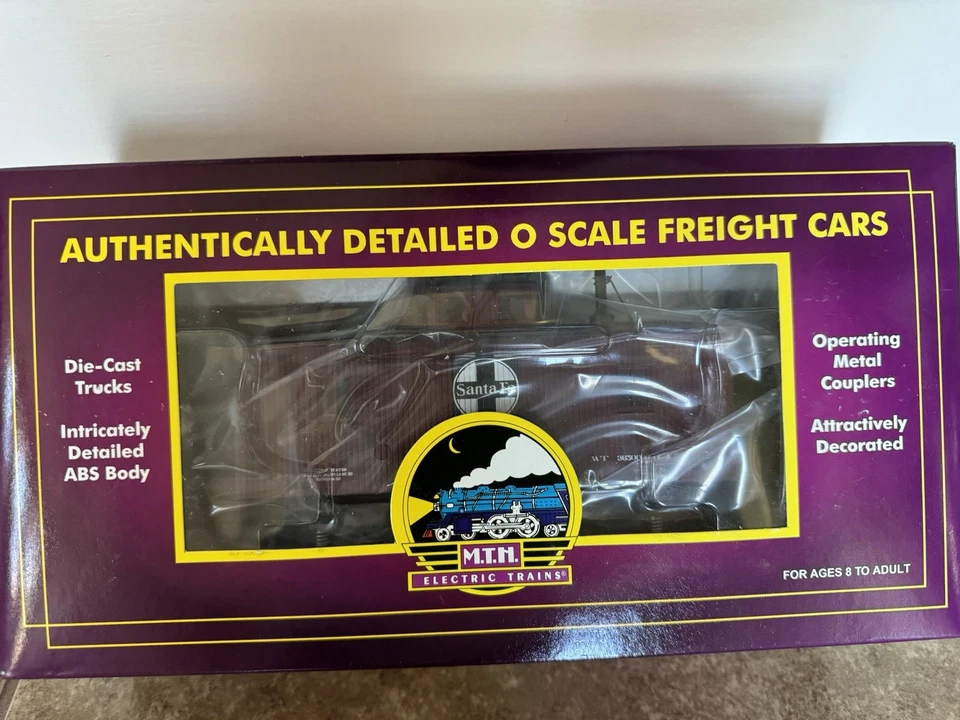 AUTHENTICALLY DETAILED O SCALE FREIGHT CARS
Die-Cast
Trucks
Intricately
Detailed
ABS Body
Operating
Metal
Couplers
Attractively
Decorated
Santa Fe
WT
M.T.H.
ELECTRIC TRAINS®
FOR AGES 8 TO ADULT